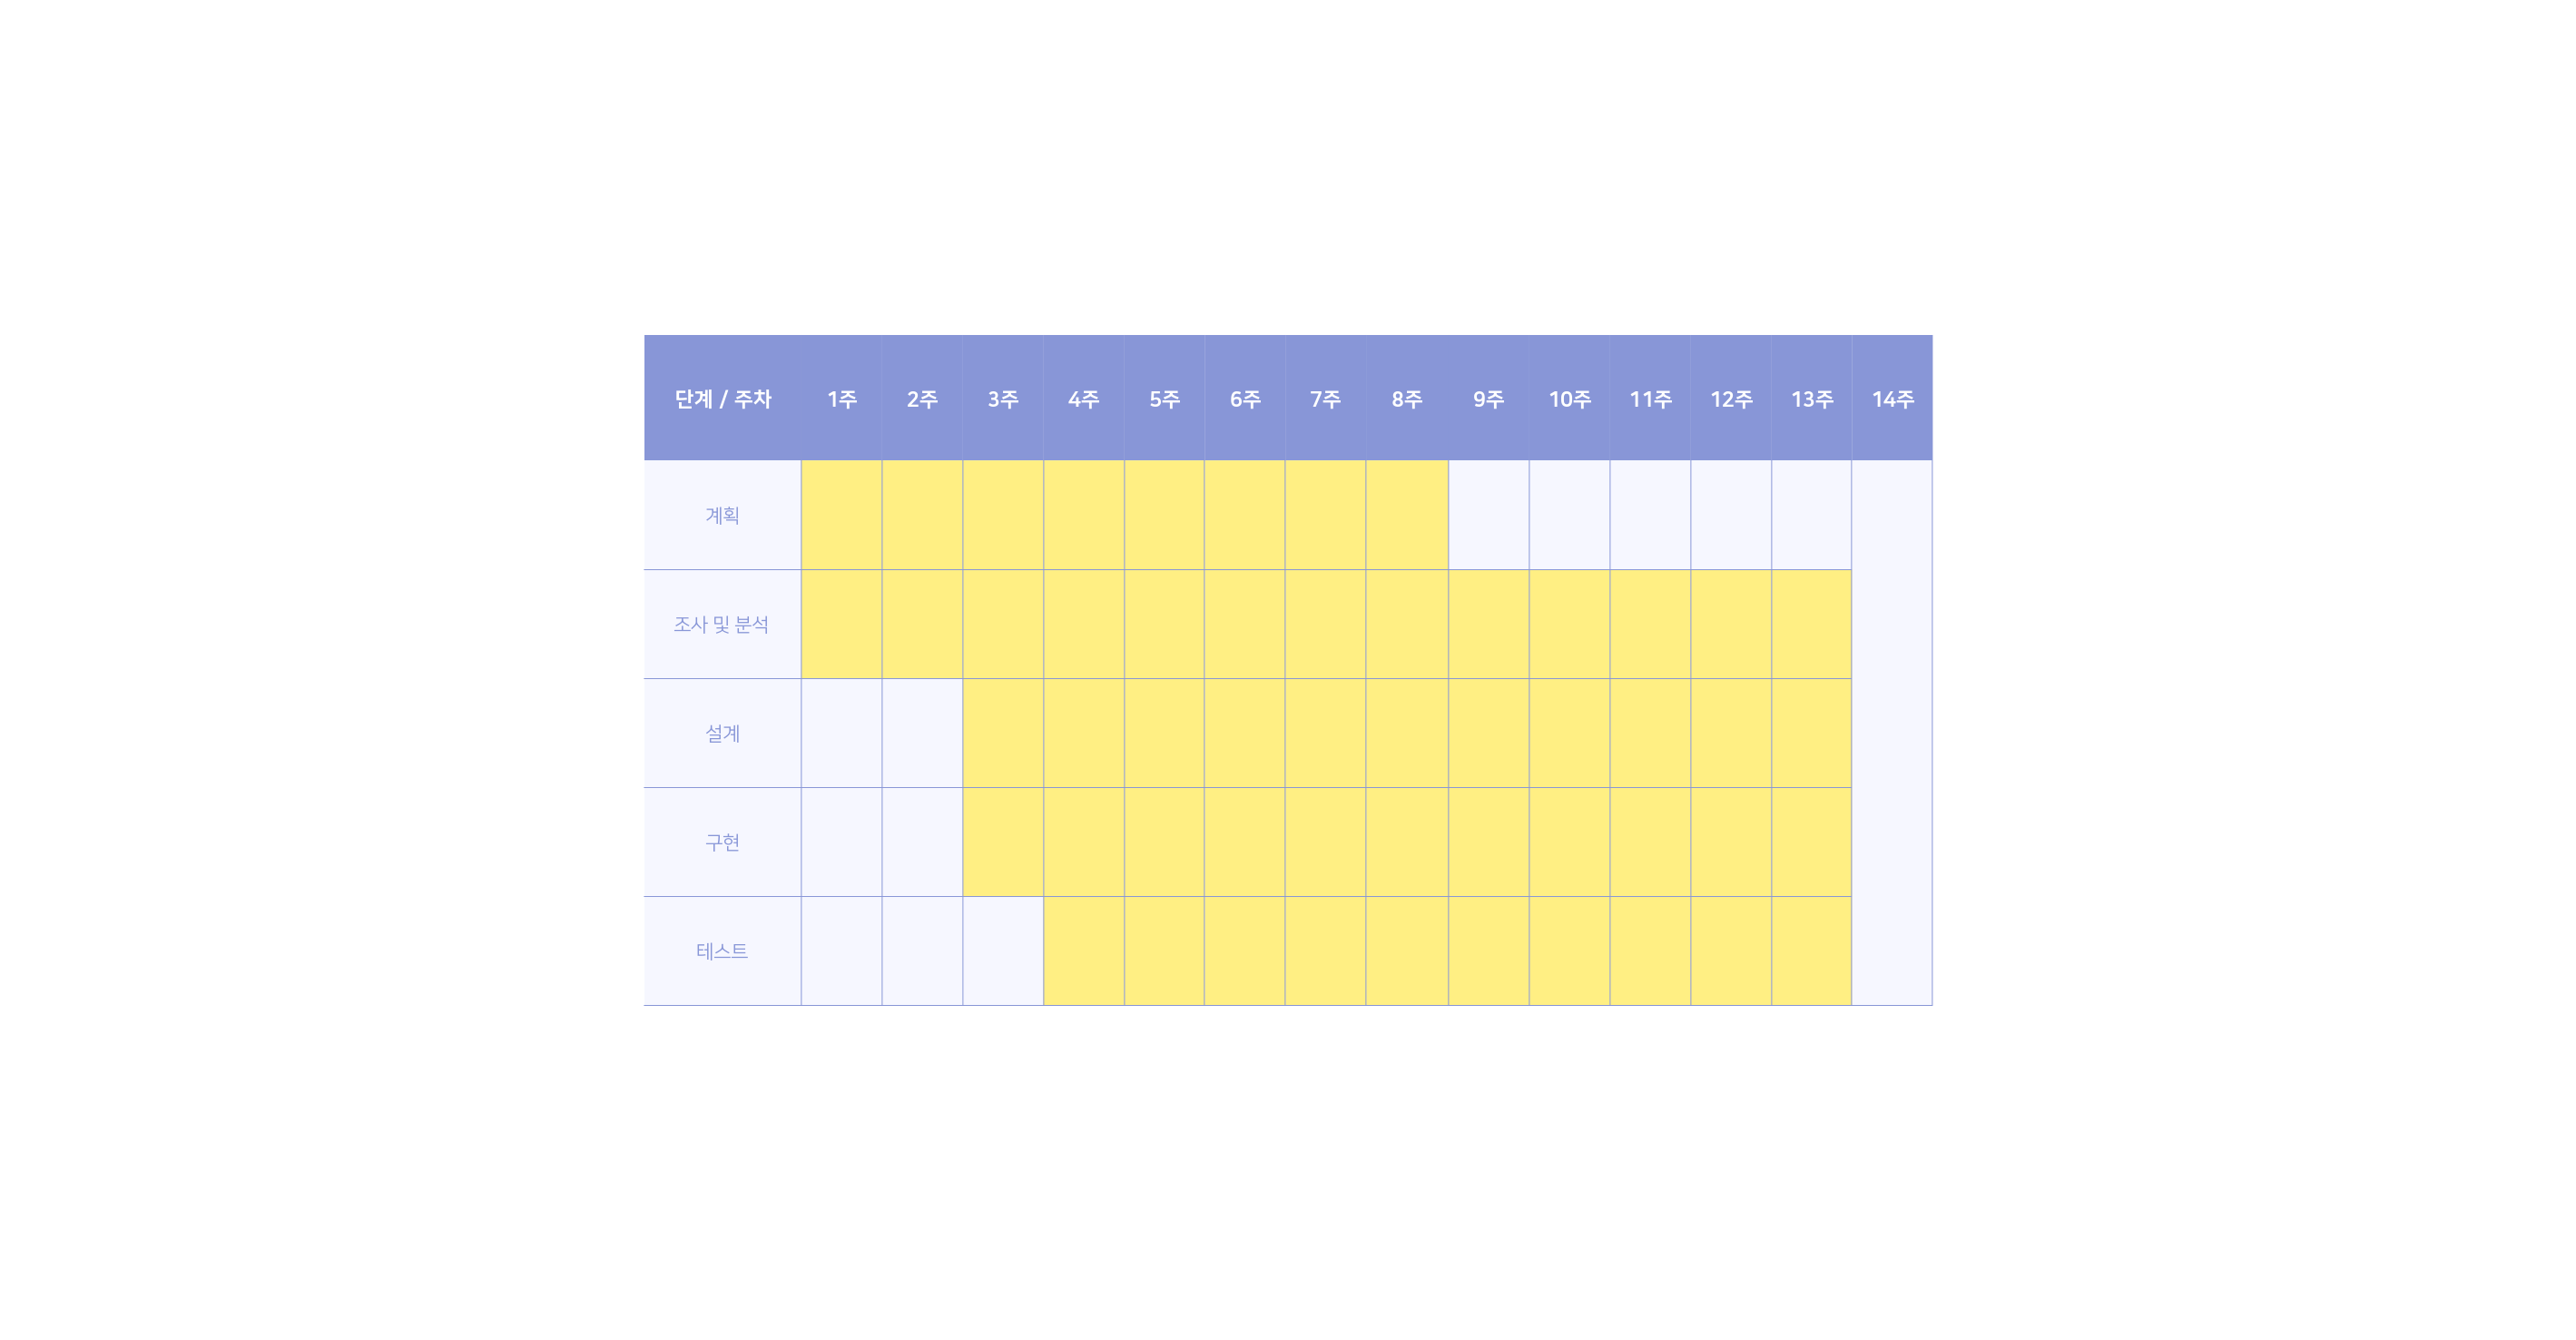 단계 / 주차 1주 2주 3주 4주 5주 6주 7주 8주 9주 10주 11주 12주 13주 14주
계획
조사 및 분석
설계
구현
테스트